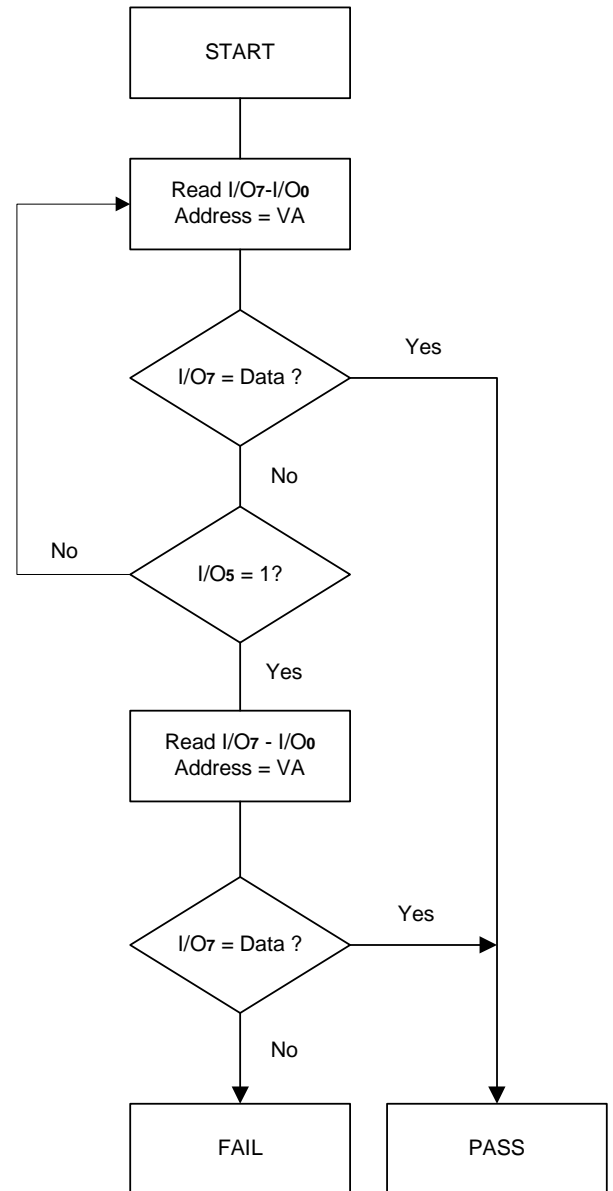 START
Read I/O7-I/O0
Address = VA
I/O7 = Data ?
Yes
No
No
I/O5 = 1?
Yes
Read I/O7 - I/O0
Address = VA
I/O7 = Data ?
Yes
No
FAIL
PASS